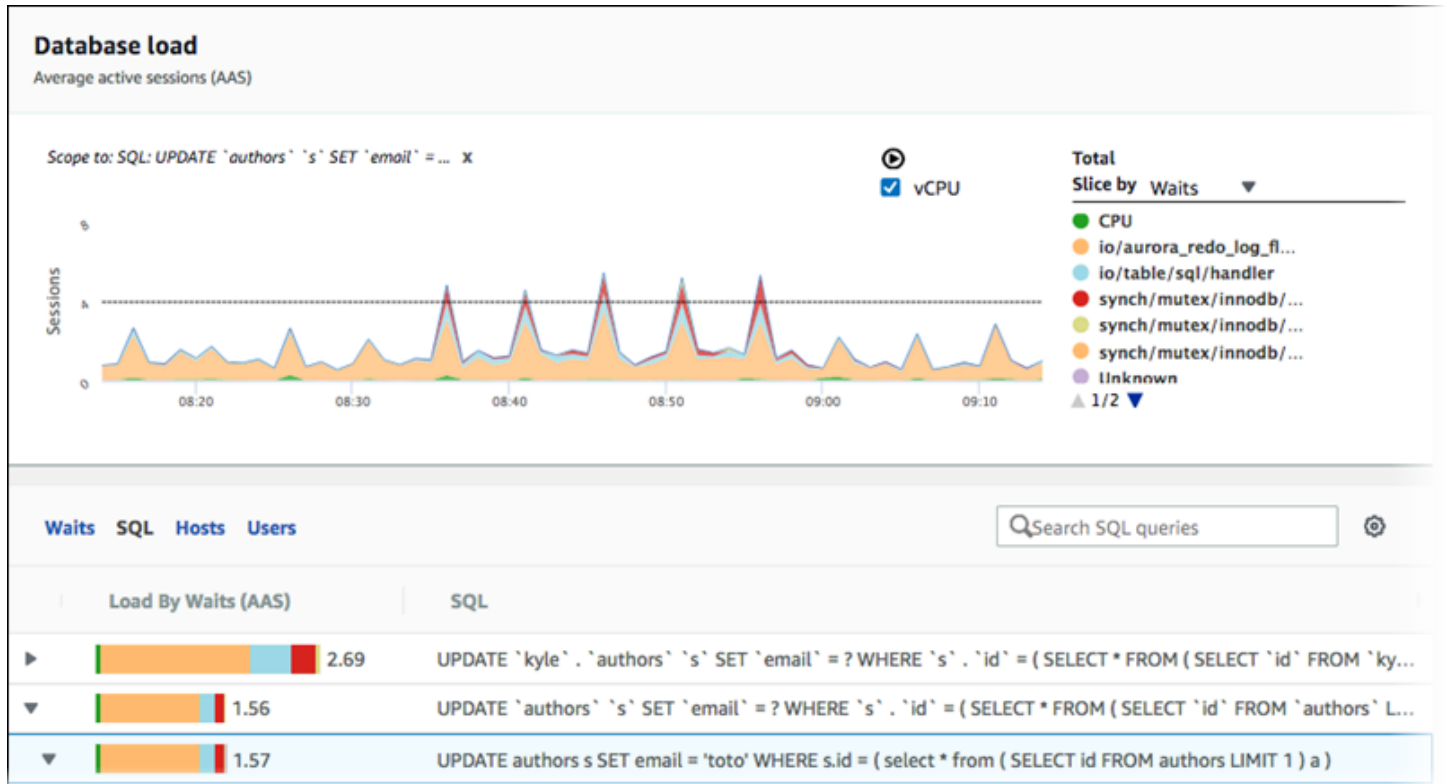 Database load
Average active sessions (AAS)
Scope to: SQL: UPDATE `authors` `s` SET `email` = ... x
vCPU
Total
Slice by Waits
CPU
io/aurora_redo_log_fl...
io/table/sql/handler
synch/mutex/innodb/...
synch/mutex/innodb/...
synch/mutex/innodb/...
Unknown
1/2
Sessions
8
4
0
08:20 08:30 08:40 08:50 09:00 09:10
Waits SQL Hosts Users
Search SQL queries
Load By Waits (AAS) SQL
2.69 UPDATE `kyle` . `authors` `s` SET `email` = ? WHERE `s` . `id` = ( SELECT * FROM ( SELECT `id` FROM `ky...
1.56 UPDATE `authors` `s` SET `email` = ? WHERE `s` . `id` = ( SELECT * FROM ( SELECT `id` FROM `authors` L...
1.57 UPDATE authors s SET email = 'toto' WHERE s.id = ( select * from ( SELECT id FROM authors LIMIT 1 ) a )